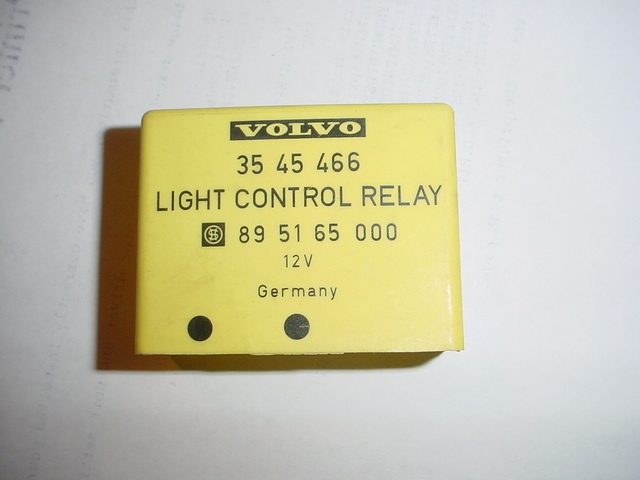 VOLVO
35 45 466
LIGHT CONTROL RELAY
89 51 65 000
12V
Germany